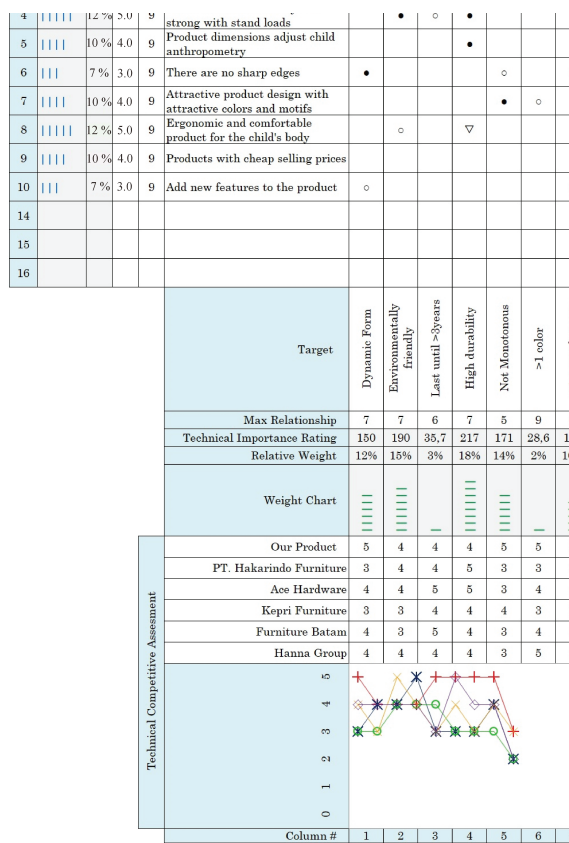 4 12 % 5.0 9 strong with stand loads
5 10 % 4.0 9 Product dimensions adjust child
anthropometry
6 7 % 3.0 9 There are no sharp edges
7 10 % 4.0 9 Attractive product design with
attractive colors and motifs
8 12 % 5.0 9 Ergonomic and comfortable
product for the child's body
9 10 % 4.0 9 Products with cheap selling prices
10 7 % 3.0 9 Add new features to the product
14
15
16
Target
Dynamic Form
Environmentally
friendly
Last until >3years
High durability
Not Monotonous
>1 color
Max Relationship 7 7 6 7 5 9
Technical Importance Rating 150 190 35,7 217 171 28,6
Relative Weight 12% 15% 3% 18% 14% 2%
Weight Chart
Technical Competitive Assesment
Our Product 5 4 4 4 5 5
PT. Hakarindo Furniture 3 4 4 5 3 3
Ace Hardware 4 4 5 5 3 4
Kepri Furniture 3 3 4 4 4 3
Furniture Batam 4 3 5 4 3 4
Hanna Group 4 4 4 4 3 5
5
4
3
2
1
0
Column # 1 2 3 4 5 6